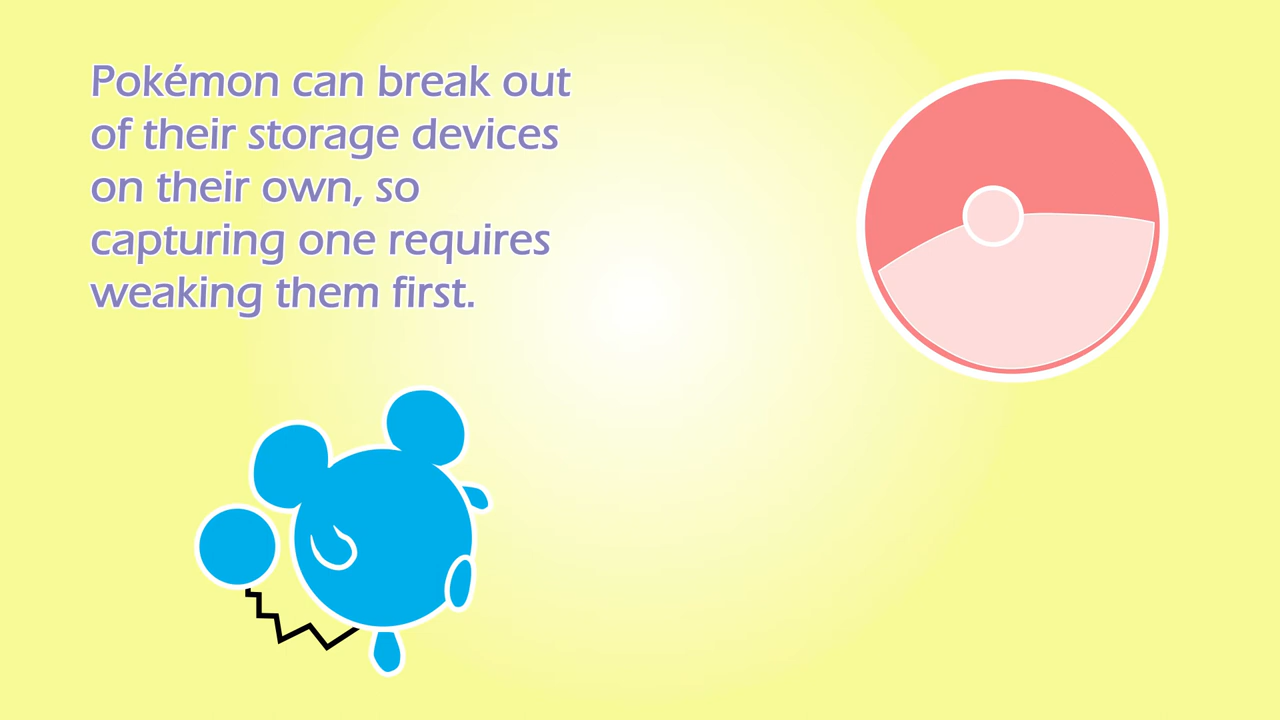 Pokémon can break out
of their storage devices
on their own, so
capturing one requires
weaking them first.